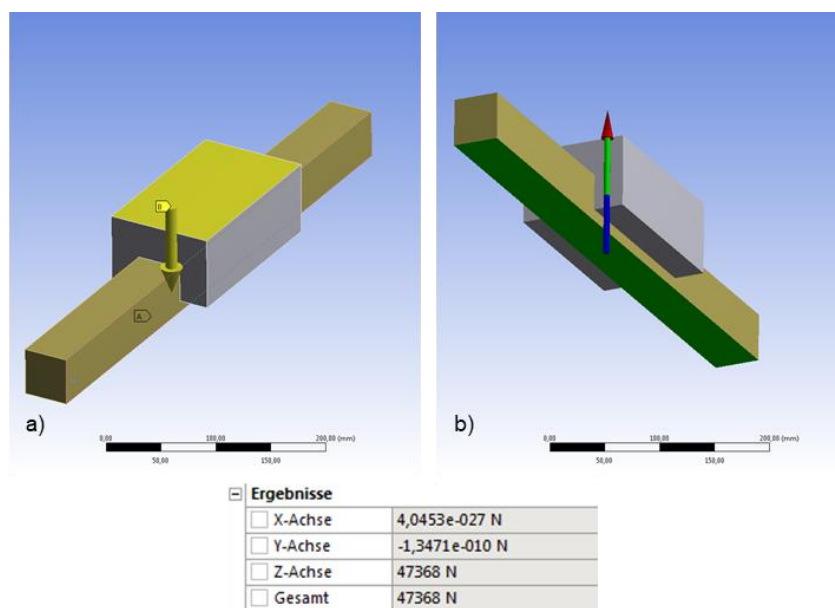 B
A
a)
0,00 100,00 200,00 (mm)
50,00 150,00
b)
0,00 100,00 200,00 (mm)
50,00 150,00
Ergebnisse
X-Achse 4,0453e-027 N
Y-Achse -1,3471e-010 N
Z-Achse 47368 N
Gesamt 47368 N